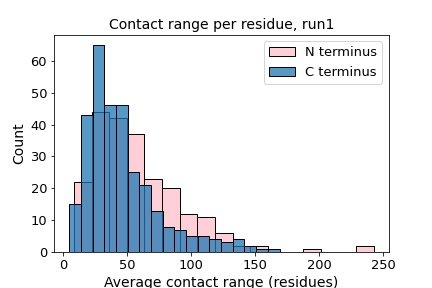 Contact range per residue, run1
N terminus
C terminus
Count
60
50
40
30
20
10
0
0 50 100 150 200 250
Average contact range (residues)